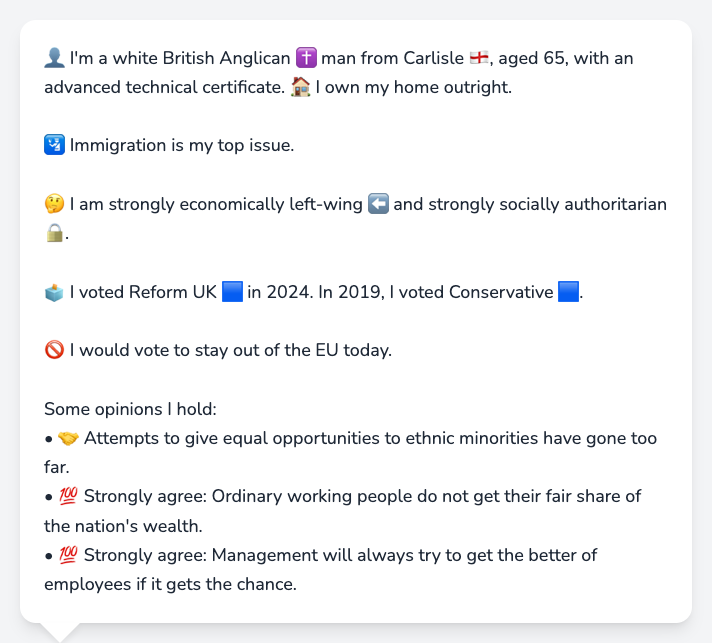 👤 I'm a white British Anglican ✝️ man from Carlisle 🏴󠁧󠁢󠁥󠁮󠁧󠁿, aged 65, with an
advanced technical certificate. 🏠 I own my home outright.
🛂 Immigration is my top issue.
🤔 I am strongly economically left-wing ⬅️ and strongly socially authoritarian
🔒.
🗳️ I voted Reform UK 🟦 in 2024. In 2019, I voted Conservative 🟦.
🚫 I would vote to stay out of the EU today.
Some opinions I hold:
• 🤝 Attempts to give equal opportunities to ethnic minorities have gone too
far.
• 💯 Strongly agree: Ordinary working people do not get their fair share of
the nation's wealth.
• 💯 Strongly agree: Management will always try to get the better of
employees if it gets the chance.